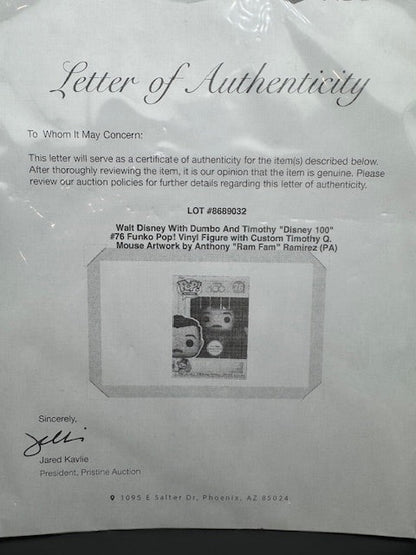 Letter of Authenticity
To Whom It May Concern:
This letter will serve as a certificate of authenticity for the item(s) described below.
After thoroughly reviewing the item, it is our opinion that the item is genuine. Please
review our auction policies for further details regarding this letter of authenticity.
LOT #8689032
Walt Disney With Dumbo And Timothy "Disney 100"
#76 Funko Pop! Vinyl Figure with Custom Timothy Q.
Mouse Artwork by Anthony "Ram Fam" Ramirez (PA)
POP!
Sincerely,
Jared Kavlie
President, Pristine Auction
1095 E Salter Dr, Phoenix, AZ 85024